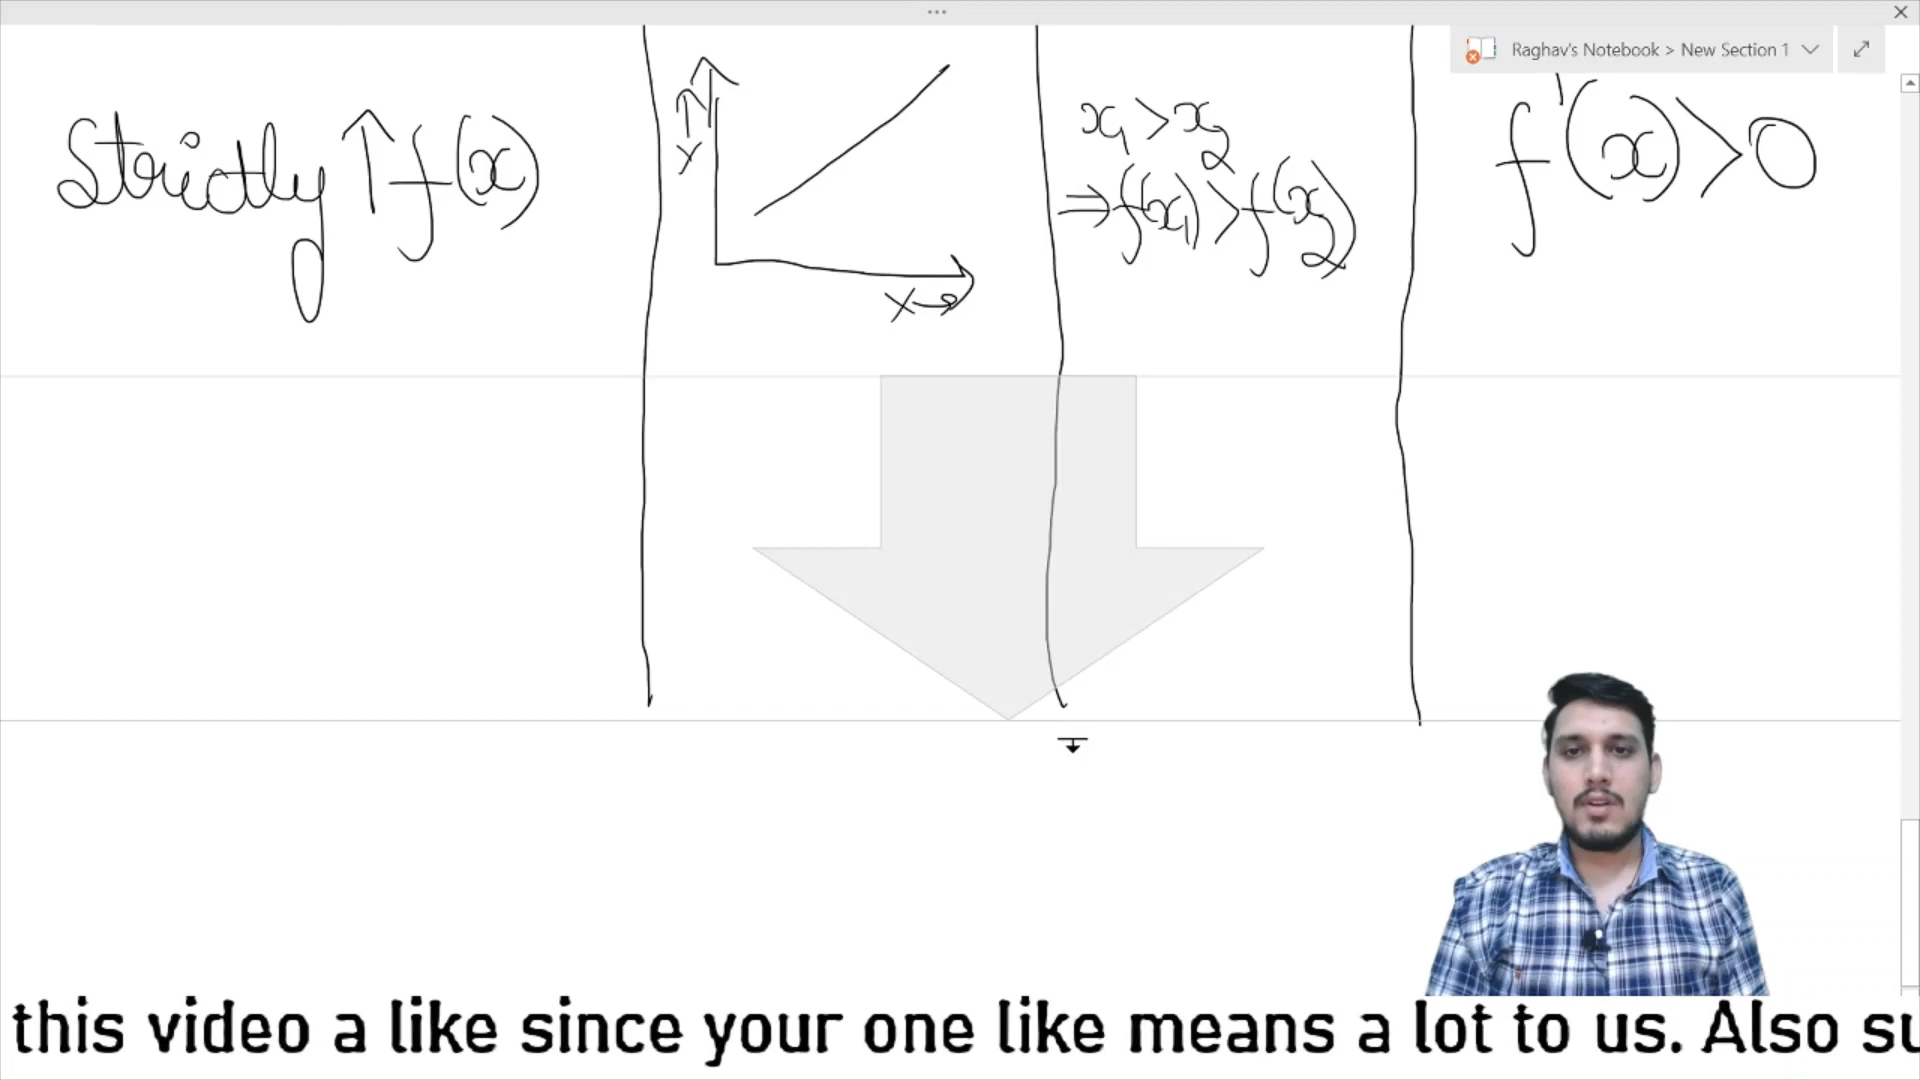 Raghav's Notebook > New Section 1
Strictly ↑ f(x)
Y →
X →
x₁ > x₂
⇒ f(x₁) > f(x₂)
f'(x) > 0
this video a like since your one like means a lot to us. Also su